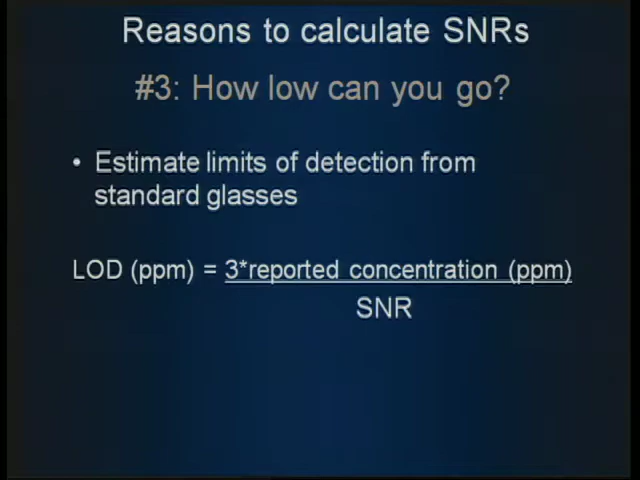 Reasons to calculate SNRs
#3: How low can you go?
• Estimate limits of detection from
standard glasses
LOD (ppm) = 3*reported concentration (ppm)
SNR